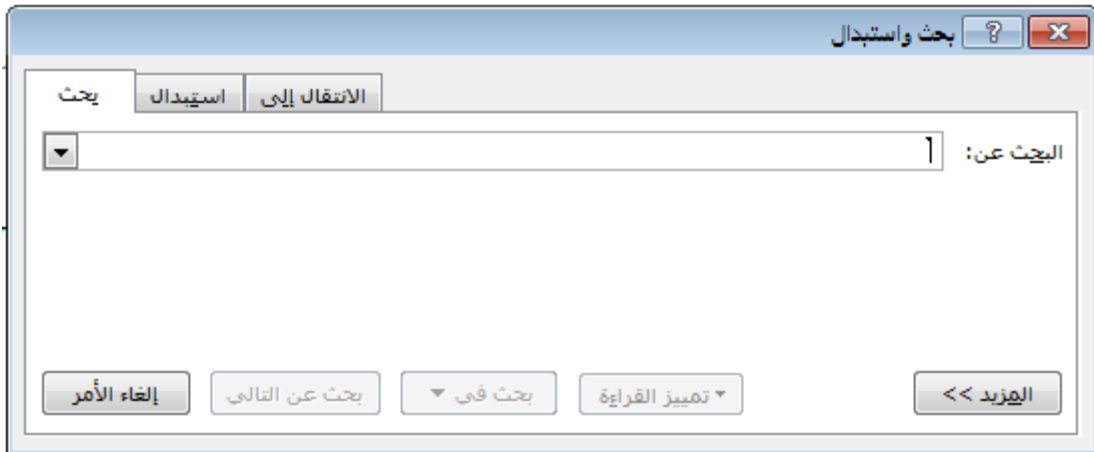 بحث واستبدال
الانتقال إلى استبدال بحث
البحث عن:
المزيد >> تمييز القراءة بحث في بحث عن التالي إلغاء الأمر